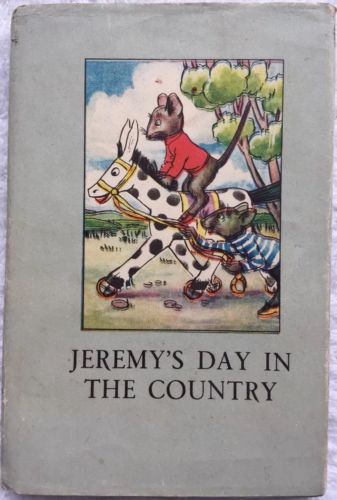 JEREMY'S DAY IN
THE COUNTRY